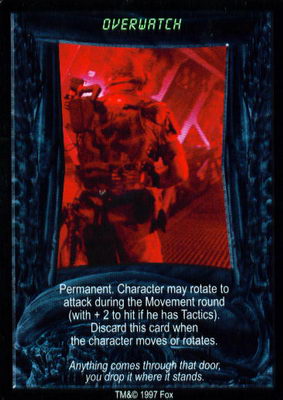 OVERWATCH
Permanent. Character may rotate to
attack during the Movement round
(with + 2 to hit if he has Tactics).
Discard this card when
the character moves or rotates.
Anything comes through that door,
you drop it where it stands.
TM&© 1997 Fox